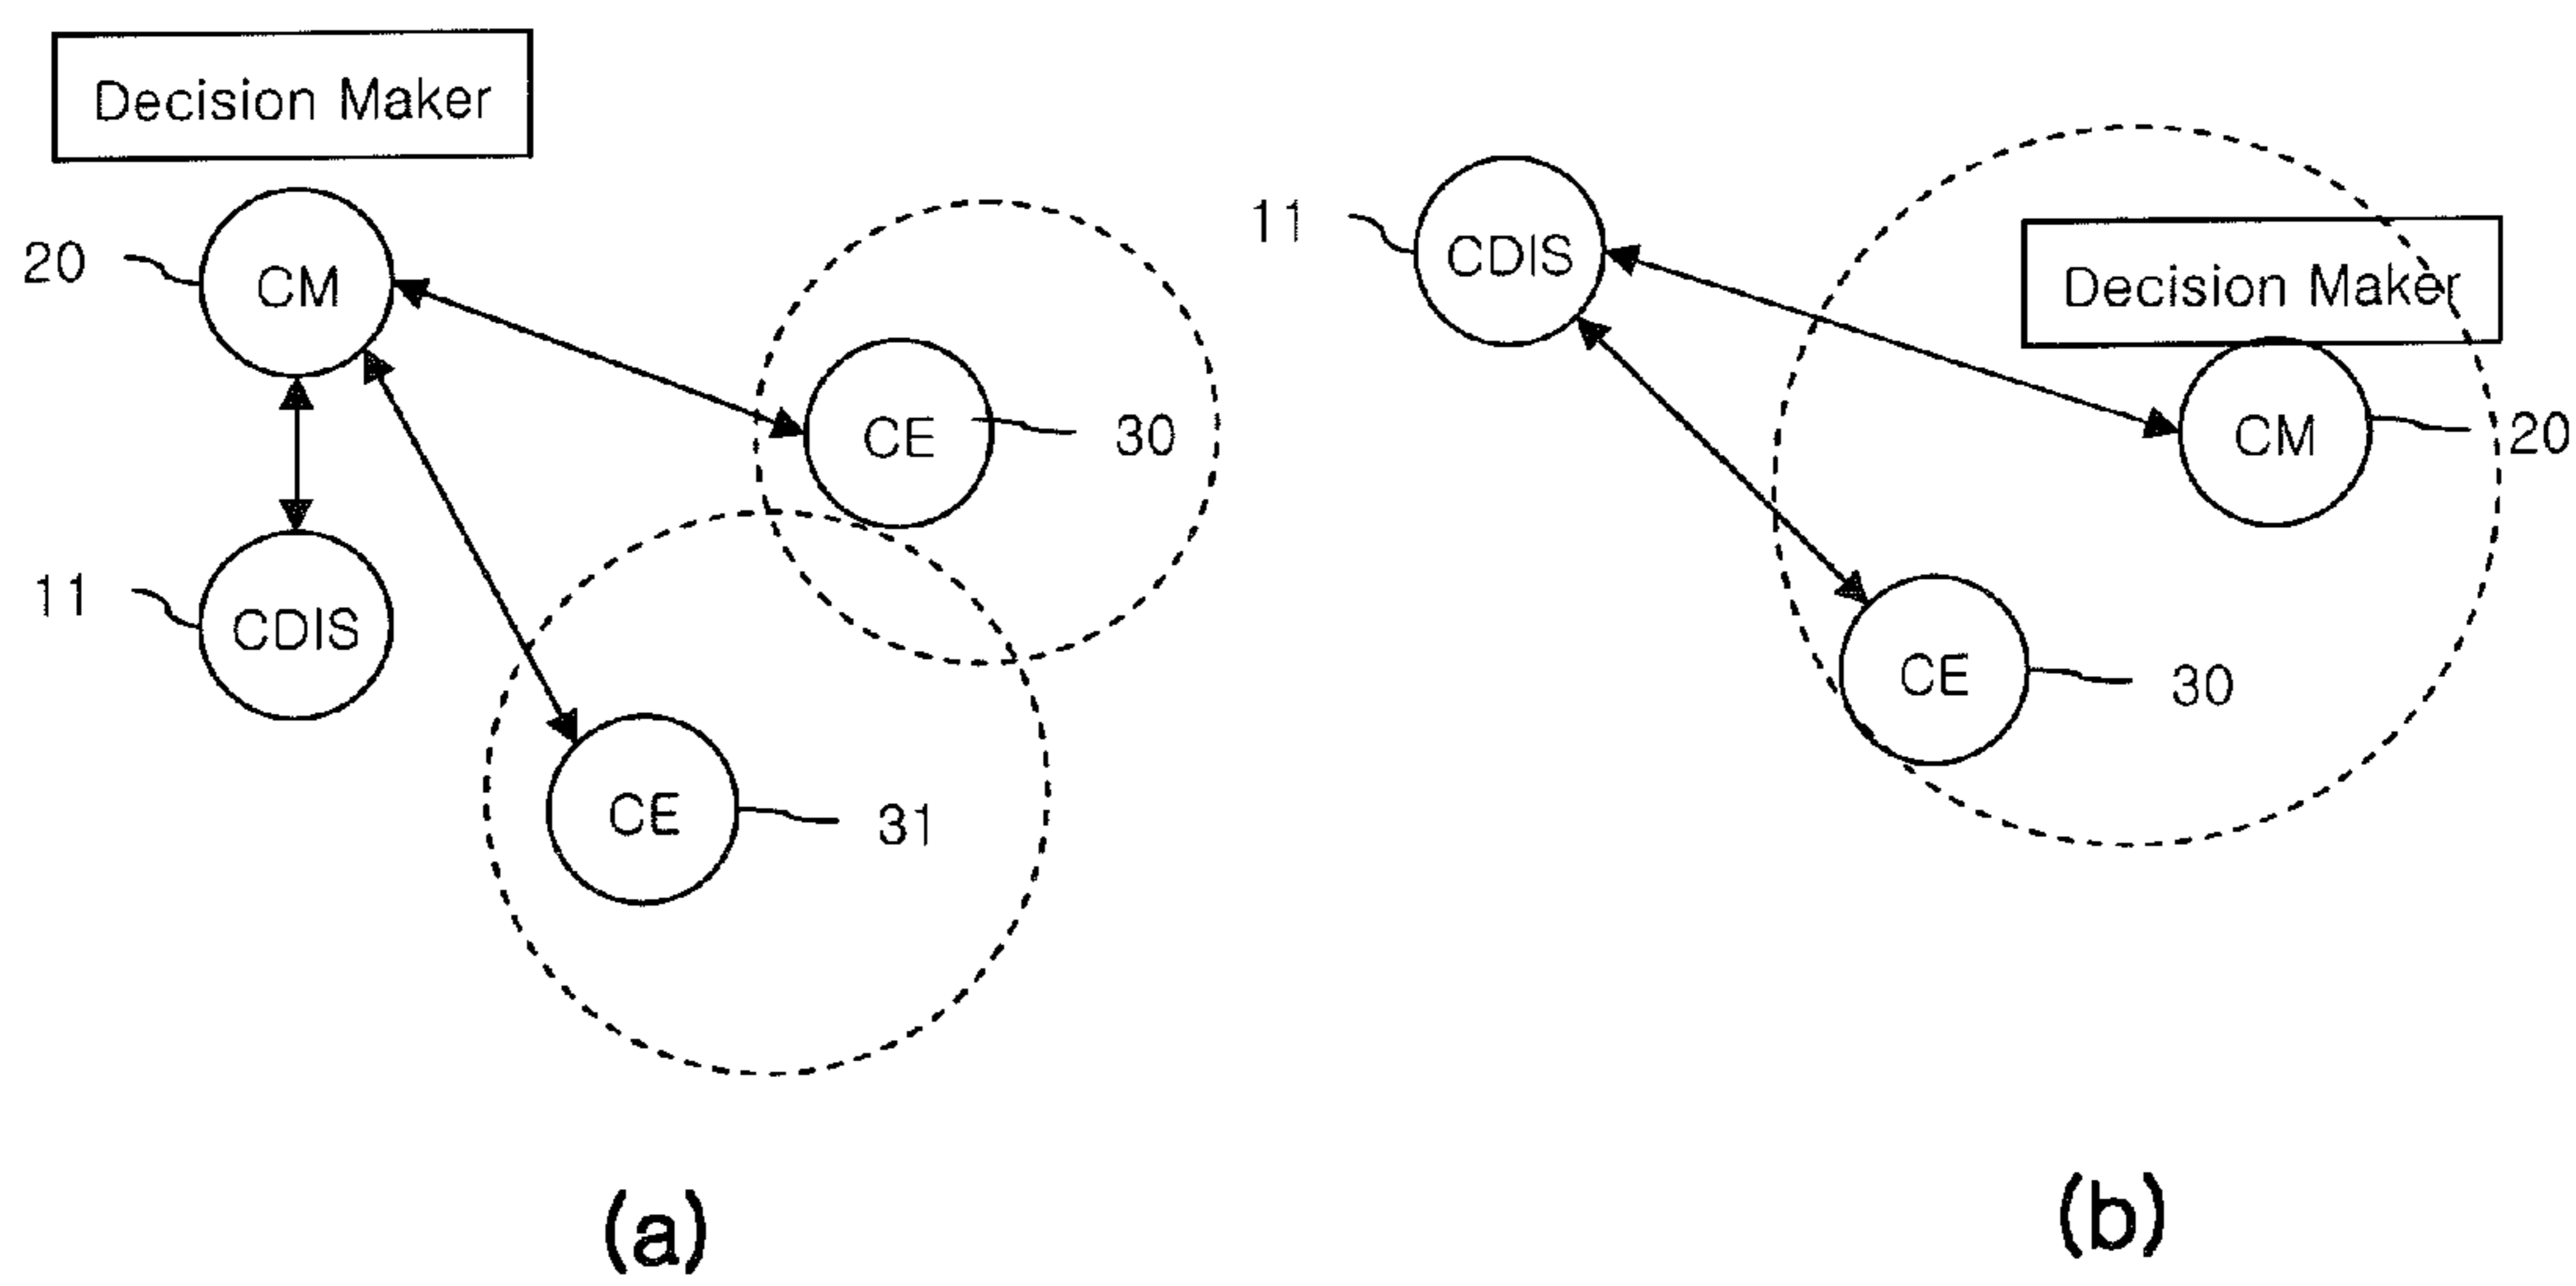 Decision Maker
20
CM
CE
30
11
CDIS
CE
31
(a)
11
CDIS
Decision Maker
CM
20
CE
30
(b)